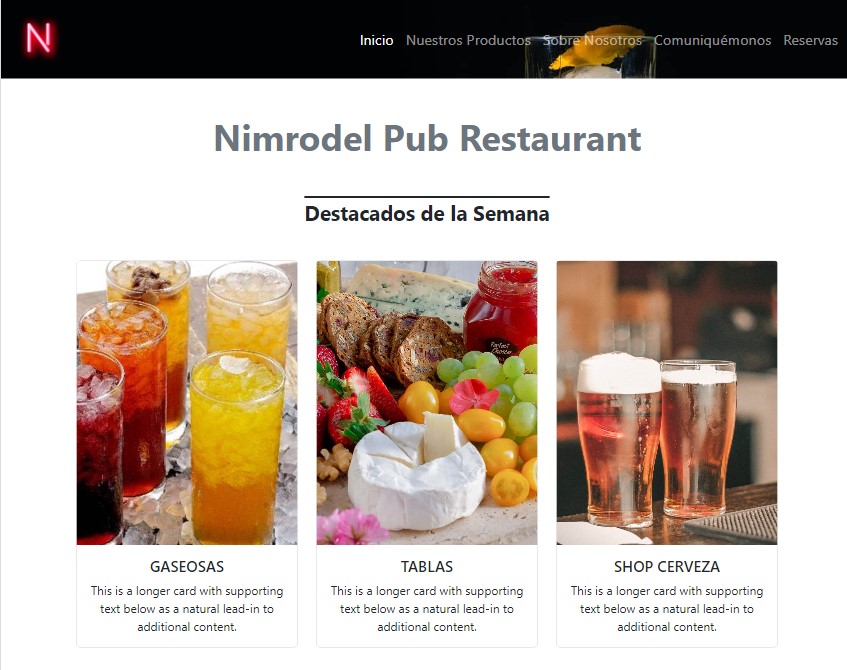 N
Inicio Nuestros Productos Sobre Nosotros Comuniquémonos Reservas
Nimrodel Pub Restaurant
Destacados de la Semana
GASEOSAS
This is a longer card with supporting
text below as a natural lead-in to
additional content.
TABLAS
This is a longer card with supporting
text below as a natural lead-in to
additional content.
SHOP CERVEZA
This is a longer card with supporting
text below as a natural lead-in to
additional content.